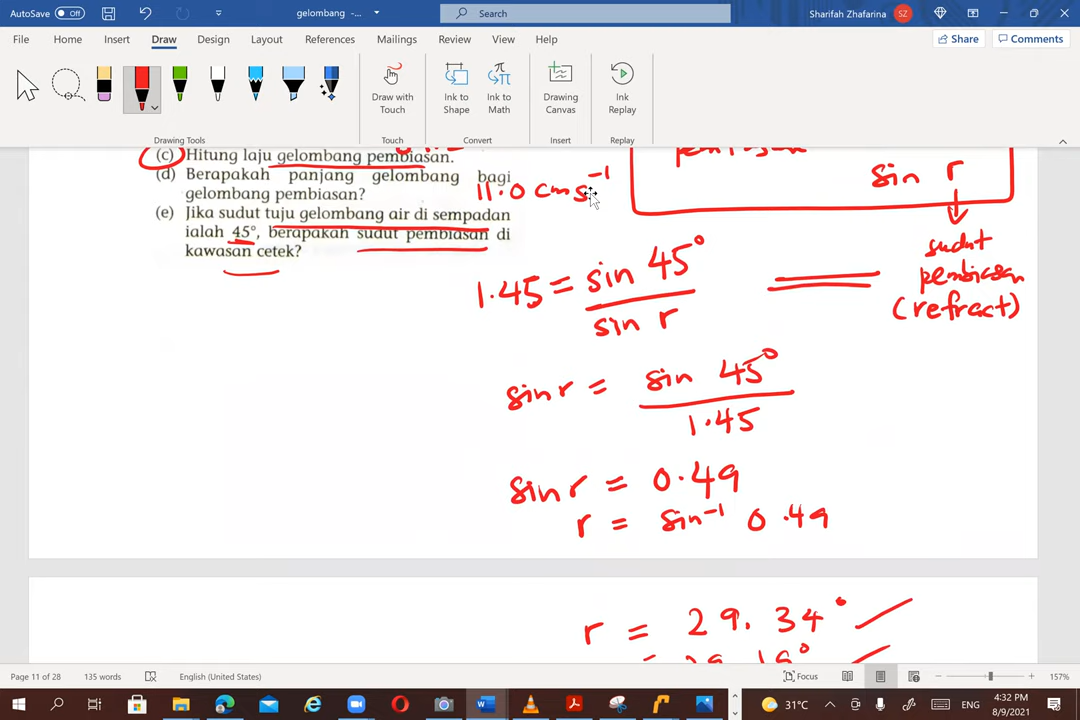 AutoSave Off gelombang -... Search Sharifah Zhafarina SZ
File Home Insert Draw Design Layout References Mailings Review View Help Share Comments
Draw with Touch
Ink to Shape
Ink to Math
Drawing Canvas
Ink Replay
Drawing Tools Touch Convert Insert Replay
(c) Hitung laju gelombang pembiasan.
(d) Berapakah panjang gelombang bagi
gelombang pembiasan?
(e) Jika sudut tuju gelombang air di sempadan
ialah 45°, berapakah sudut pembiasan di
kawasan cetek?
11.0 cm s⁻¹
sin r
sudut
pembiasan
(refract)
1.45 = sin 45°
sin r
sin r = sin 45°
1.45
sin r = 0.49
r = sin⁻¹ 0.49
r = 29.34°
Page 11 of 28 135 words English (United States) Focus 157%
31°C ENG 4:32 PM
8/9/2021